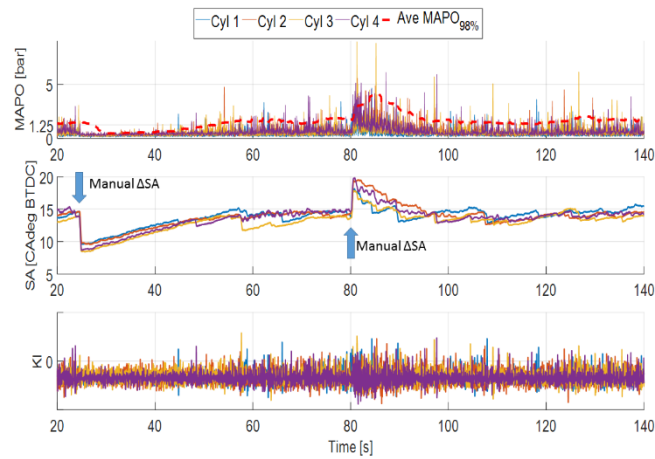 Cyl 1 Cyl 2 Cyl 3 Cyl 4 Ave MAPO98%
MAPO [bar]
5
1.25
0
20 40 60 80 100 120 140
SA [CAdeg BTDC]
20
15
10
5
Manual ΔSA
Manual ΔSA
20 40 60 80 100 120 140
KI
0
20 40 60 80 100 120 140
Time [s]